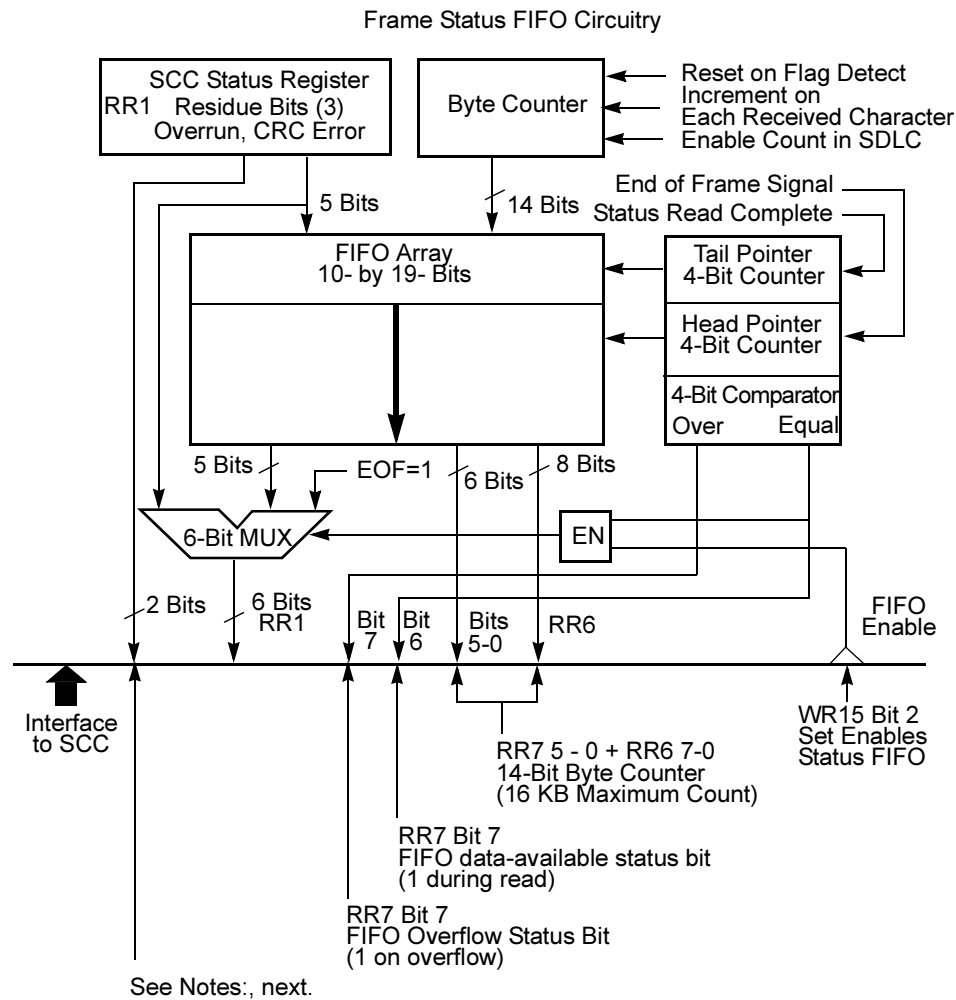 Frame Status FIFO Circuitry
SCC Status Register
RR1
Residue Bits (3)
Overrun, CRC Error
Byte Counter
Reset on Flag Detect
Increment on
Each Received Character
Enable Count in SDLC
5 Bits
14 Bits
End of Frame Signal
Status Read Complete
FIFO Array
10- by 19- Bits
Tail Pointer
4-Bit Counter
Head Pointer
4-Bit Counter
4-Bit Comparator
Over
Equal
5 Bits
EOF=1
6 Bits
8 Bits
6-Bit MUX
EN
2 Bits
6 Bits
RR1
Bit
7
Bit
6
Bits
5-0
RR6
FIFO
Enable
Interface
to SCC
RR7 5 - 0 + RR6 7-0
14-Bit Byte Counter
(16 KB Maximum Count)
WR15 Bit 2
Set Enables
Status FIFO
RR7 Bit 7
FIFO data-available status bit
(1 during read)
RR7 Bit 7
FIFO Overflow Status Bit
(1 on overflow)
See Notes:, next.